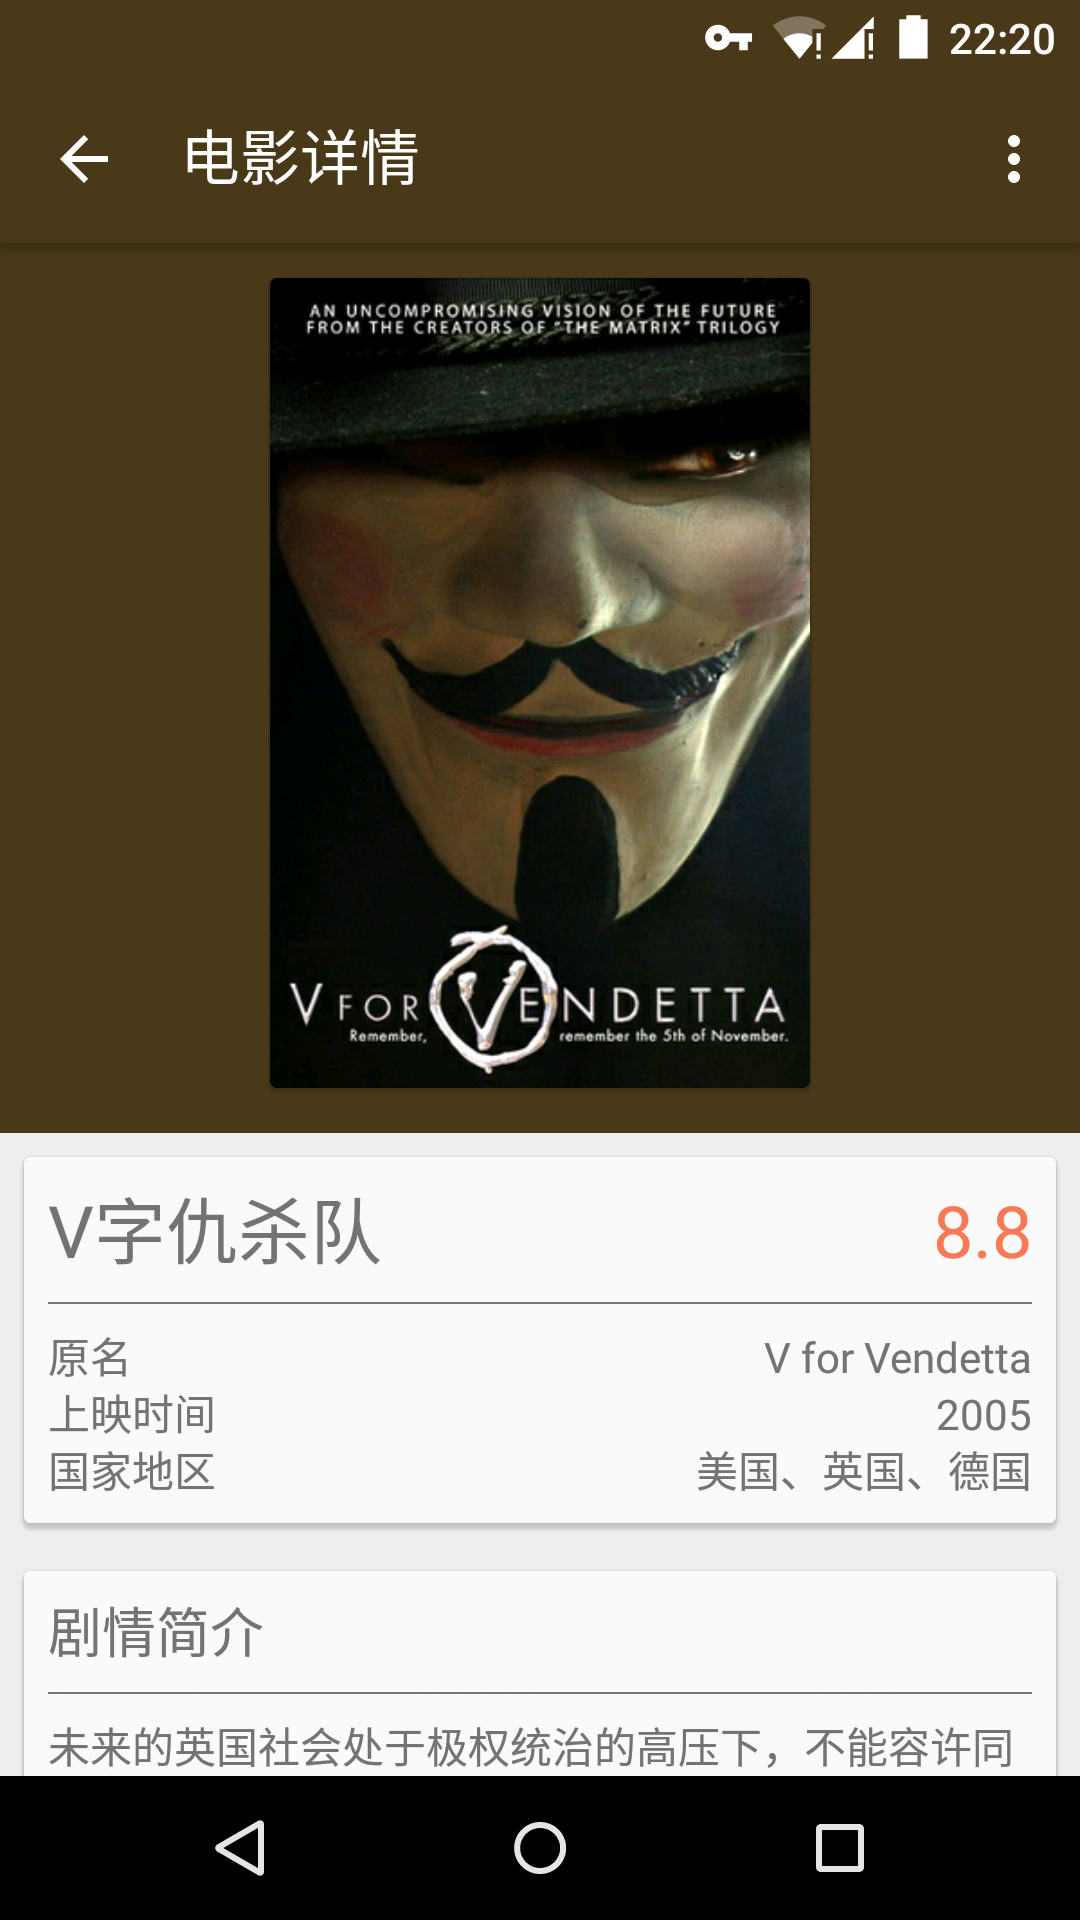 22:20
电影详情
AN UNCOMPROMISING VISION OF THE FUTURE
FROM THE CREATORS OF "THE MATRIX" TRILOGY
V FOR VENDETTA
Remember, remember the 5th of November.
V字仇杀队 8.8
原名 V for Vendetta
上映时间 2005
国家地区 美国、英国、德国
剧情简介
未来的英国社会处于极权统治的高压下，不能容许同